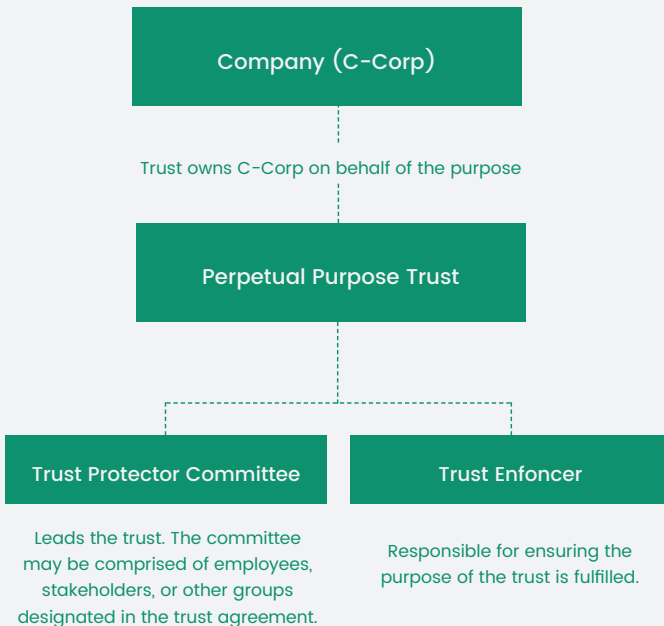 Company (C-Corp)
Trust owns C-Corp on behalf of the purpose
Perpetual Purpose Trust
Trust Protector Committee
Leads the trust. The committee
may be comprised of employees,
stakeholders, or other groups
designated in the trust agreement.
Trust Enfoncer
Responsible for ensuring the
purpose of the trust is fulfilled.